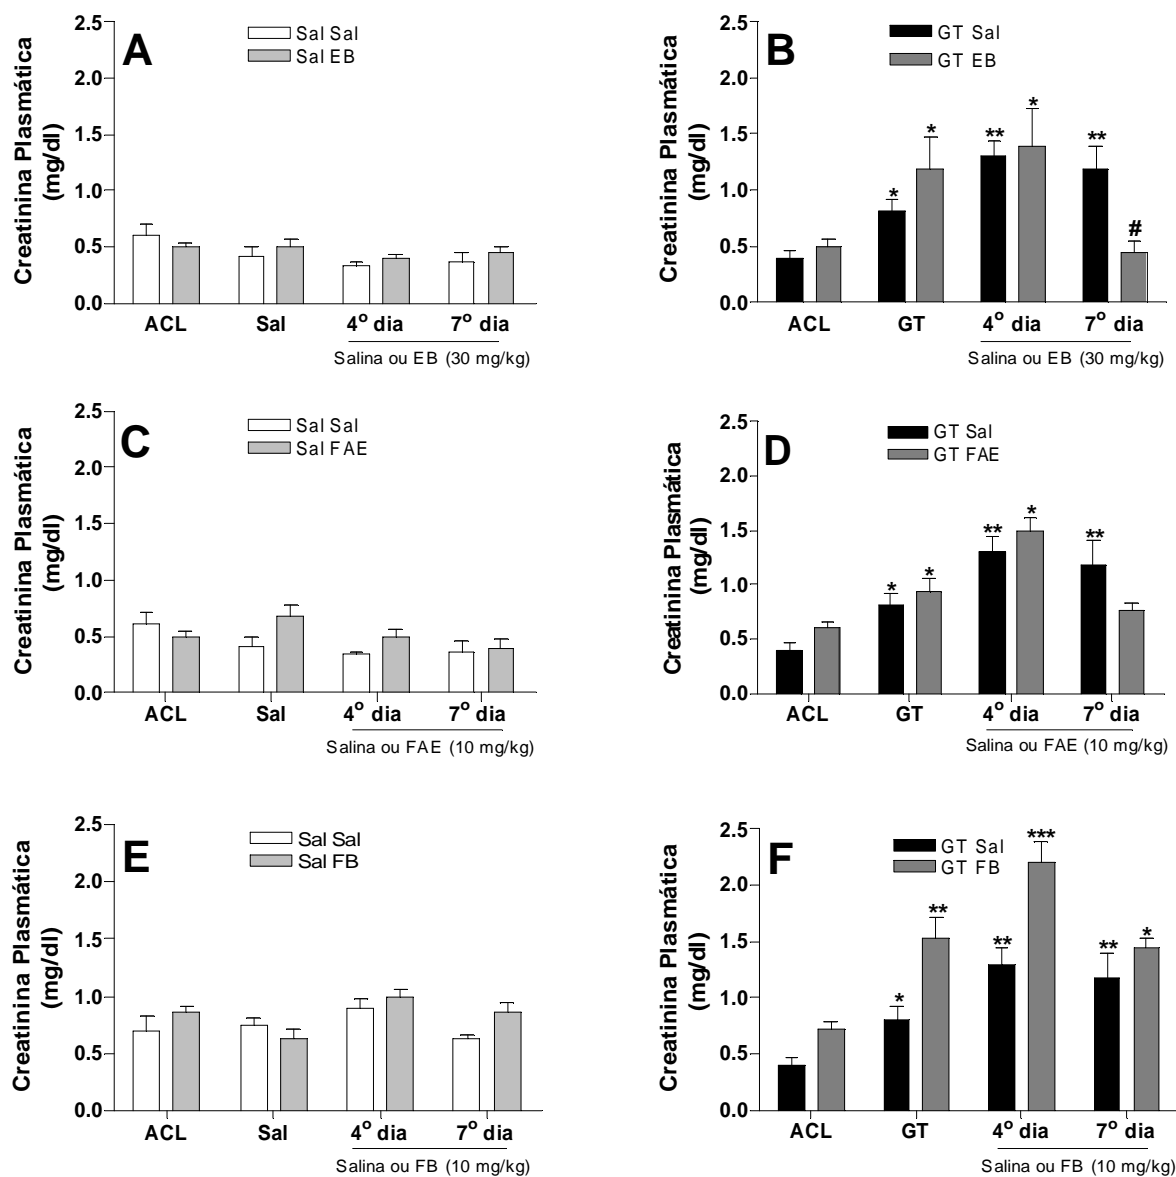 A
Sal Sal
Sal EB
Creatinina Plasmática
(mg/dl)
2.5
2.0
1.5
1.0
0.5
0.0
ACL Sal 4º dia 7º dia
Salina ou EB (30 mg/kg)
B
GT Sal
GT EB
Creatinina Plasmática
(mg/dl)
2.5
2.0
1.5
1.0
0.5
0.0
* * ** * ** #
ACL GT 4º dia 7º dia
Salina ou EB (30 mg/kg)
C
Sal Sal
Sal FAE
Creatinina Plasmática
(mg/dl)
2.5
2.0
1.5
1.0
0.5
0.0
ACL Sal 4º dia 7º dia
Salina ou FAE (10 mg/kg)
D
GT Sal
GT FAE
Creatinina Plasmática
(mg/dl)
2.5
2.0
1.5
1.0
0.5
0.0
* * ** * **
ACL GT 4º dia 7º dia
Salina ou FAE (10 mg/kg)
E
Sal Sal
Sal FB
Creatinina Plasmática
(mg/dl)
2.5
2.0
1.5
1.0
0.5
0.0
ACL Sal 4º dia 7º dia
Salina ou FB (10 mg/kg)
F
GT Sal
GT FB
Creatinina Plasmática
(mg/dl)
2.5
2.0
1.5
1.0
0.5
0.0
* ** ** *** ** *
ACL GT 4º dia 7º dia
Salina ou FB (10 mg/kg)